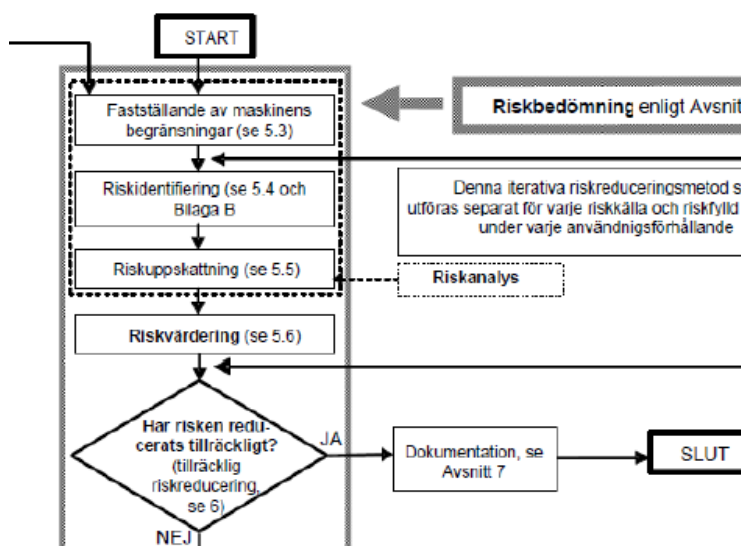 START
Fastställande av maskinens
begränsningar (se 5.3)
Riskbedömning enligt Avsnit
Riskidentifiering (se 5.4 och
Bilaga B
Denna iterativa riskreduceringsmetod s
utföras separat för varje riskkälla och riskfylld
under varje användnigsförhållande
Riskuppskattning (se 5.5)
Riskanalys
Riskvärdering (se 5.6)
Har risken redu-
cerats tillräckligt?
(tillräcklig
riskreducering,
se 6)
JA
Dokumentation, se
Avsnitt 7
SLUT
NEJ